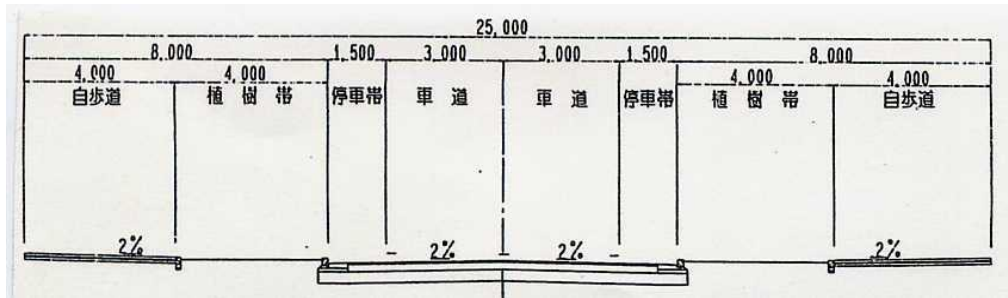 25,000
8,000 1,500 3,000 3,000 1,500 8,000
4,000 4,000 4,000 4,000
自歩道 植樹帯 停車帯 車道 車道 停車帯 植樹帯 自歩道
2% 2% 2% 2%